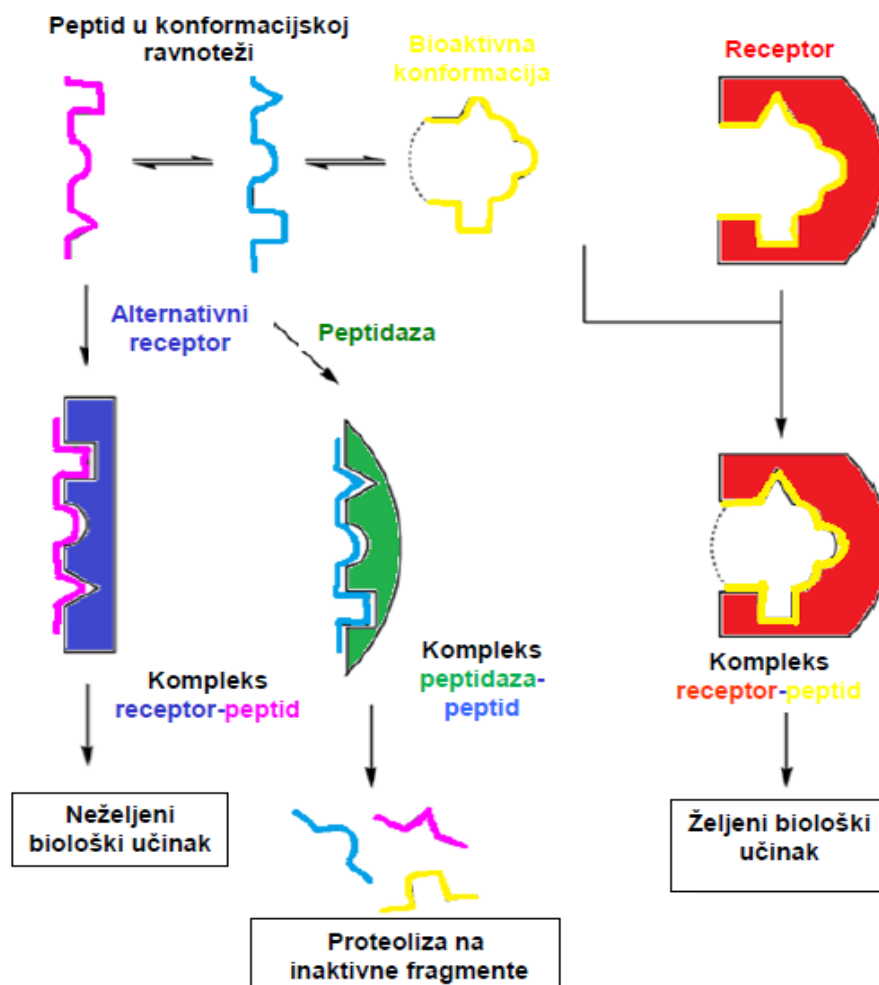 Peptid u konformacijskoj
ravnoteži
Bioaktivna
konformacija
Receptor
Alternativni
receptor
Peptidaza
Kompleks
receptor-peptid
Kompleks
peptidaza-
peptid
Kompleks
receptor-peptid
Neželjeni
biološki učinak
Željeni biološki
učinak
Proteoliza na
inaktivne fragmente